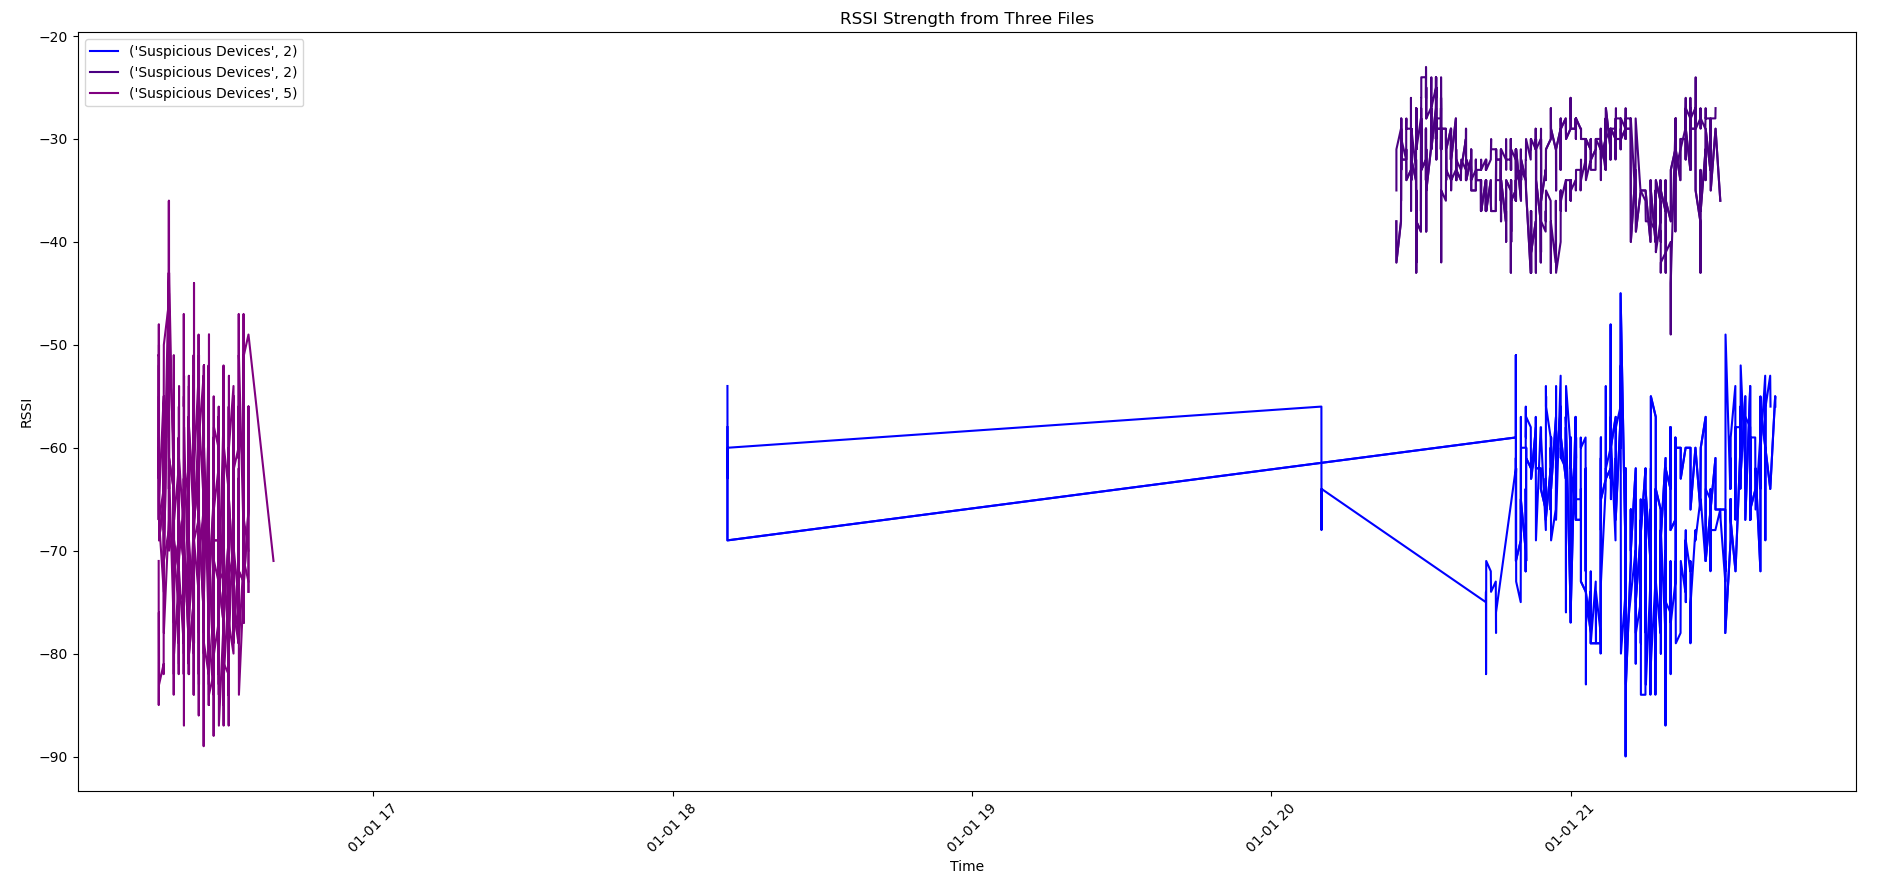 RSSI Strength from Three Files
−20
('Suspicious Devices', 2)
('Suspicious Devices', 2)
('Suspicious Devices', 5)
−30
−40
−50
RSSI
−60
−70
−80
−90
01-01 17
01-01 18
01-01 19
01-01 20
01-01 21
Time